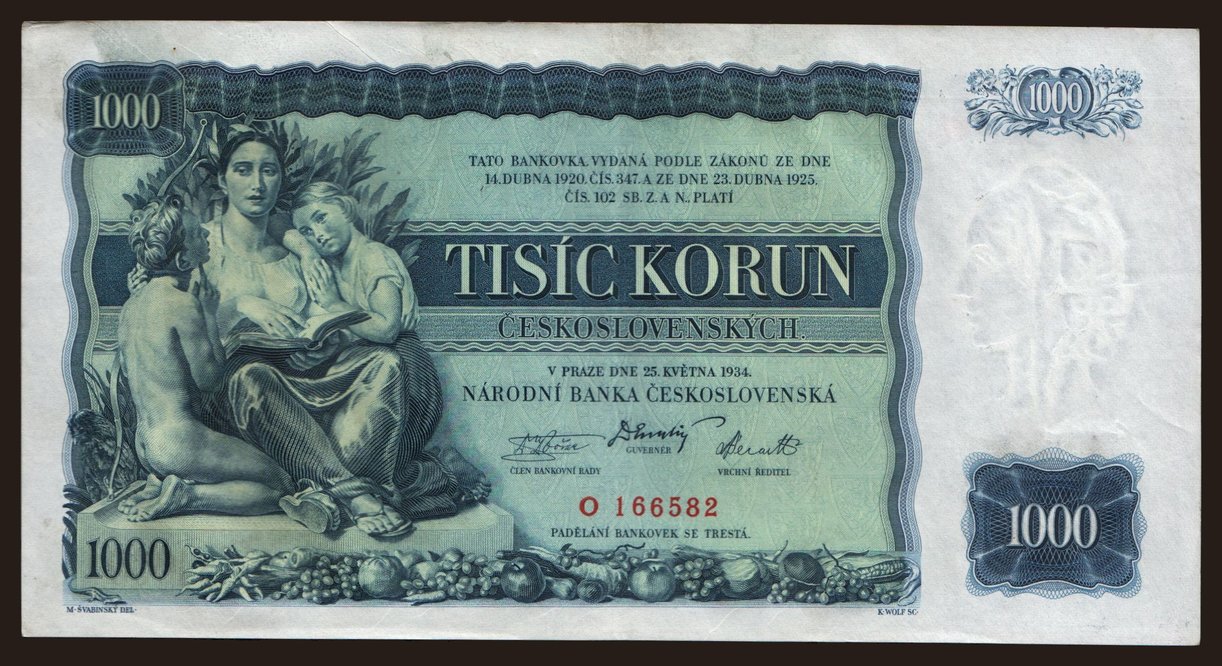 1000
1000
TATO BANKOVKA, VYDANÁ PODLE ZÁKONŮ ZE DNE
14. DUBNA 1920, ČÍS. 347. A ZE DNE 23. DUBNA 1925,
ČÍS. 102 SB. Z. A N., PLATÍ
TISÍC KORUN
ČESKOSLOVENSKÝCH.
V PRAZE DNE 25. KVĚTNA 1934.
NÁRODNÍ BANKA ČESKOSLOVENSKÁ
ČLEN BANKOVNÍ RADY
GUVERNÉR
VRCHNÍ ŘEDITEL
O 166582
PADĚLÁNÍ BANKOVEK SE TRESTÁ.
1000
1000
M·ŠVABINSKÝ DEL·
K·WOLF SC·